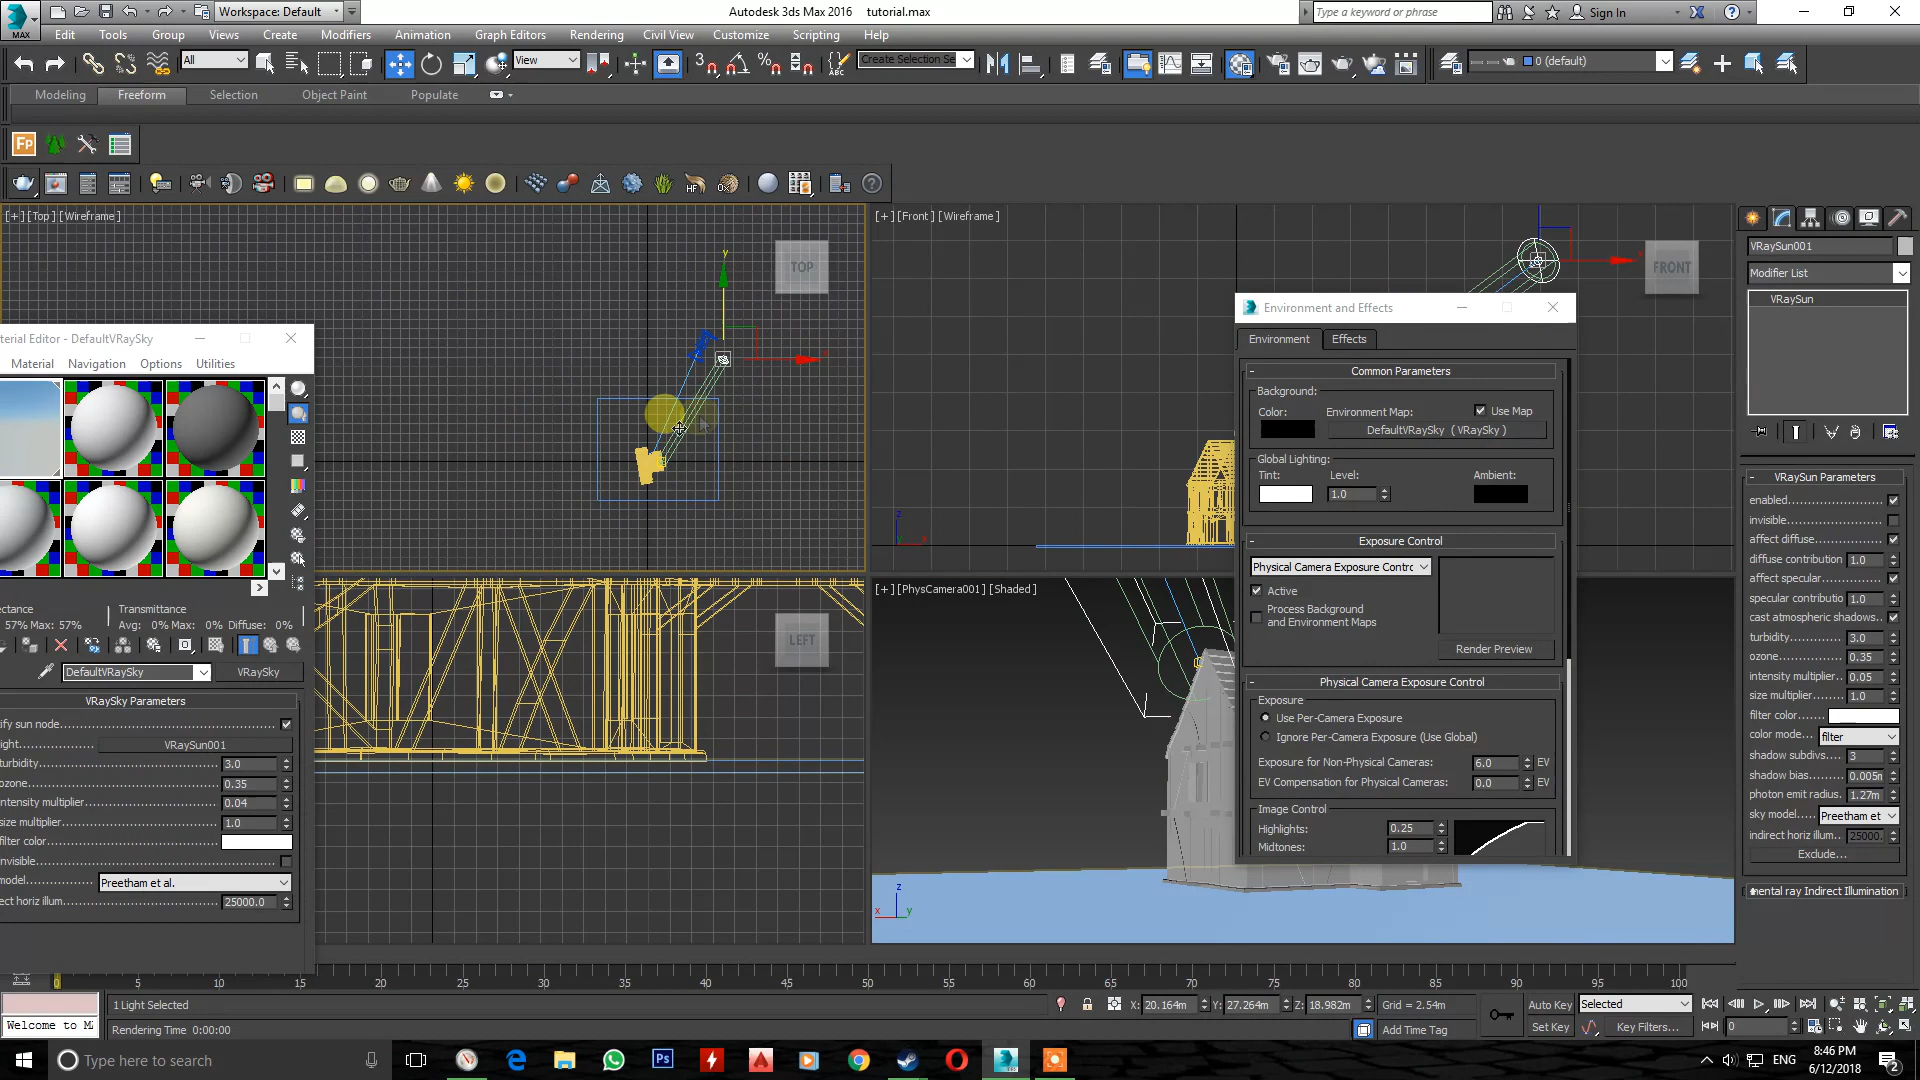 Workspace: Default
Autodesk 3ds Max 2016    tutorial.max
Type a keyword or phrase
Sign In
MAX
Edit  Tools  Group  Views  Create  Modifiers  Animation  Graph Editors  Rendering  Civil View  Customize  Scripting  Help
All
View
Create Selection Se
0 (default)
Modeling  Freeform  Selection  Object Paint  Populate
Fp
HF
[+] [Top] [Wireframe]
TOP
y
[+] [Front] [Wireframe]
FRONT
VRaySun001
Modifier List
VRaySun
terial Editor - DefaultVRaySky
Material  Navigation  Options  Utilities
Environment and Effects
Environment  Effects
Common Parameters
Background:
Color:  Environment Map:  Use Map
DefaultVRaySky  ( VRaySky )
Global Lighting:
Tint:  Level:  Ambient:
1.0
Exposure Control
Physical Camera Exposure Contrc
Active
Process Background
and Environment Maps
Render Preview
Physical Camera Exposure Control
Exposure
Use Per-Camera Exposure
Ignore Per-Camera Exposure (Use Global)
Exposure for Non-Physical Cameras:  6.0  EV
EV Compensation for Physical Cameras:  0.0  EV
Image Control
Highlights:  0.25
Midtones:  1.0
VRaySun Parameters
enabled
invisible
affect diffuse
diffuse contribution  1.0
affect specular
specular contributio  1.0
cast atmospheric shadows
turbidity  3.0
ozone  0.35
intensity multiplier  0.05
size multiplier  1.0
filter color
color mode  filter
shadow subdivs  3
shadow bias  0.005m
photon emit radius  1.27m
sky model  Preetham et
indirect horiz illum  25000.
Exclude...
mental ray Indirect Illumination
ectance  Transmittance
57% Max: 57%  Avg: 0% Max: 0%  Diffuse: 0%
DefaultVRaySky  VRaySky
VRaySky Parameters
ify sun node
ight  VRaySun001
turbidity  3.0
ozone  0.35
ntensity multiplier  0.04
size multiplier  1.0
filter color
nvisible
model  Preetham et al.
ect horiz illum  25000.0
LEFT
[+] [PhysCamera001] [Shaded]
z
x
y
0  5  10  15  20  25  30  35  40  45  50  55  60  65  70  75  80  85  90  95  100
1 Light Selected
X: 20.164m  Y: 27.264m  Z: 18.982m  Grid = 2.54m
Auto Key  Selected
Welcome to M
Rendering Time  0:00:00
Add Time Tag
Set Key  Key Filters...
0
Type here to search
Ps
ENG
8:46 PM
6/12/2018
2